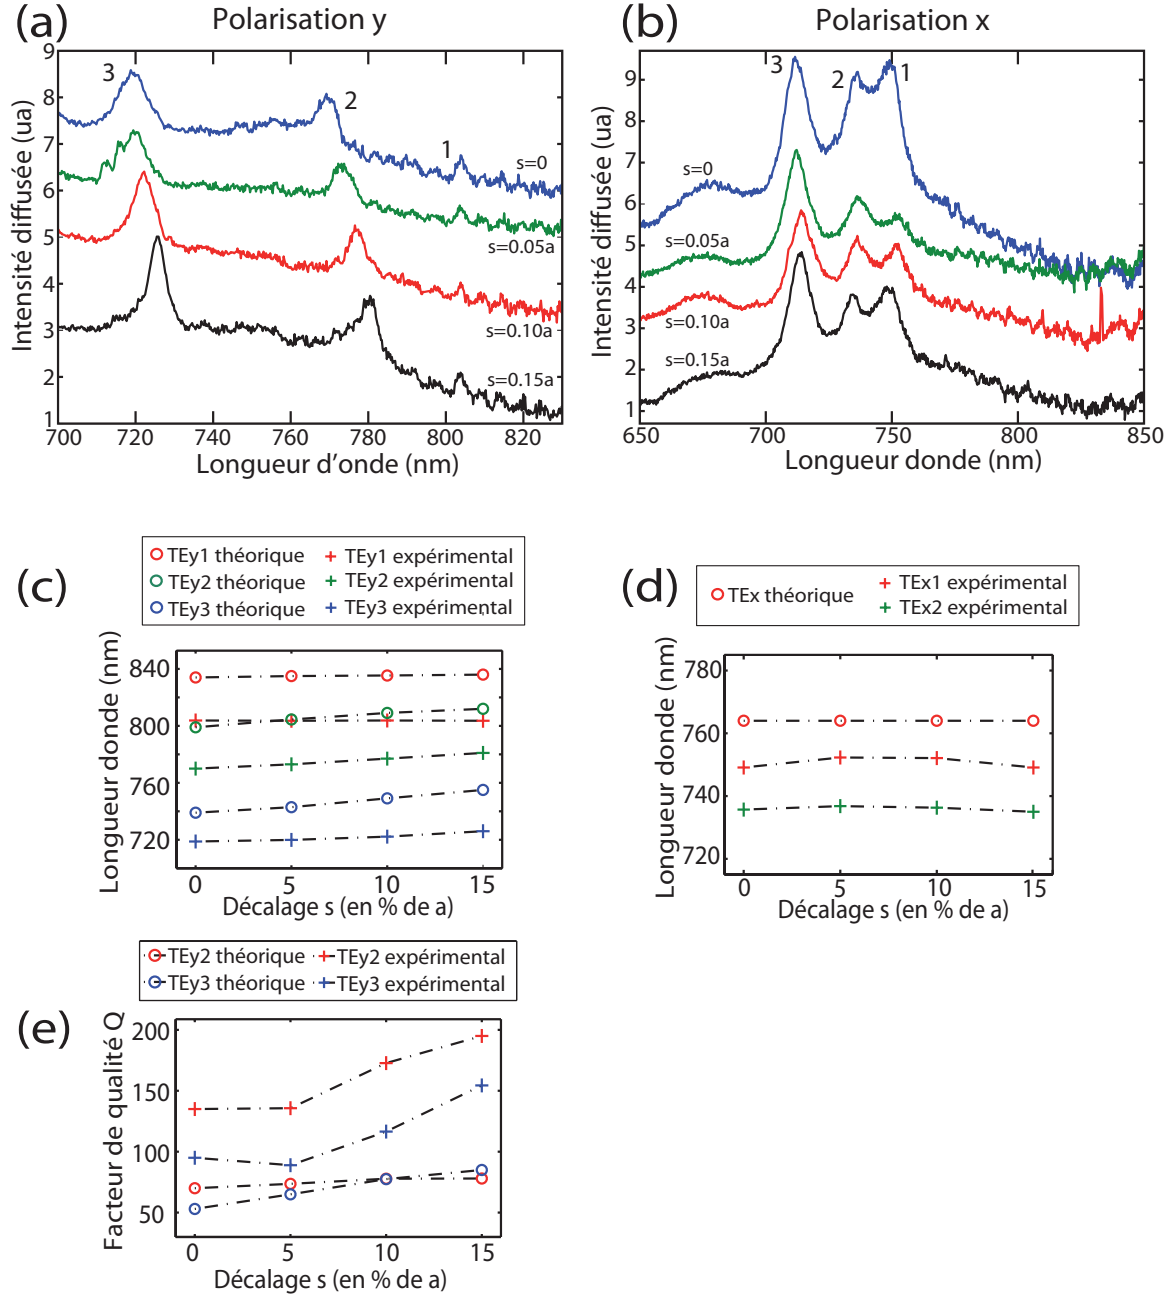 (a)
Polarisation y
9
8
7
6
5
4
3
2
1
3
2
1
s=0
s=0.05a
s=0.10a
s=0.15a
700 720 740 760 780 800 820
Longueur d'onde (nm)
Intensité diffusée (ua)
(b)
Polarisation x
9
8
7
6
5
4
3
2
1
3
2
1
s=0
s=0.05a
s=0.10a
s=0.15a
650 700 750 800 850
Longueur donde (nm)
Intensité diffusée (ua)
(c)
TEy1 théorique TEy1 expérimental
TEy2 théorique TEy2 expérimental
TEy3 théorique TEy3 expérimental
840
800
760
720
0 5 10 15
Décalage s (en % de a)
Longueur donde (nm)
(d)
TEx théorique
TEx1 expérimental
TEx2 expérimental
780
760
740
720
0 5 10 15
Décalage s (en % de a)
Longueur donde (nm)
(e)
TEy2 théorique TEy2 expérimental
TEy3 théorique TEy3 expérimental
200
150
100
50
0 5 10 15
Décalage s (en % de a)
Facteur de qualité Q